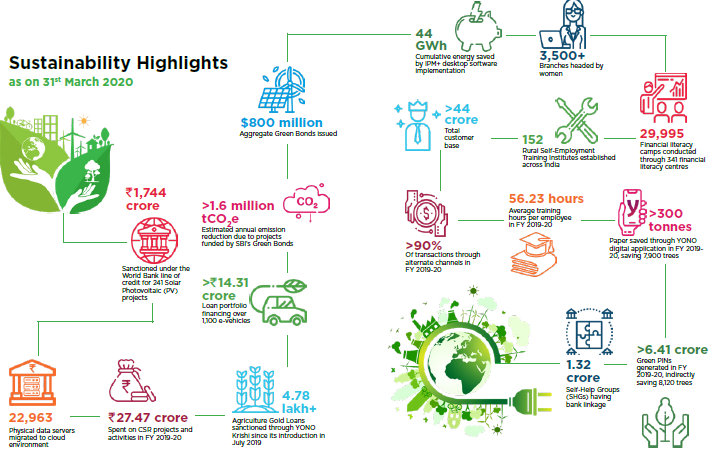 Sustainability Highlights
as on 31st March 2020
₹1,744
crore
Sanctioned under the
World Bank line of
credit for 241 Solar
Photovoltaic (PV)
projects
22,963
Physical data servers
migrated to cloud
environment
₹27.47 crore
Spent on CSR projects and
activities in FY 2019-20
4.78
lakh+
Agriculture Gold Loans
sanctioned through YONO
Krishi since its introduction in
July 2019
>₹14.31
crore
Loan portfolio
financing over
1,100 e-vehicles
CO2
>1.6 million
tCO2e
Estimated annual emission
reduction due to projects
funded by SBI's Green Bonds
$800 million
Aggregate Green Bonds issued
44
GWh
Cumulative energy saved
by IPM+ desktop software
implementation
3,500+
Branches headed by
women
29,995
Financial literacy
camps conducted
through 341 financial
literacy centres
152
Rural Self-Employment
Training Institutes established
across India
>44
crore
Total
customer
base
>90%
Of transactions through
alternate channels in
FY 2019-20
56.23 hours
Average training
hours per employee
in FY 2019-20
y
>300
tonnes
Paper saved through YONO
digital application in FY 2019-
20, saving 7,900 trees
>6.41 crore
Green PINs
generated in FY
2019-20, indirectly
saving 8,120 trees
1.32
crore
Self-Help Groups
(SHGs) having
bank linkage